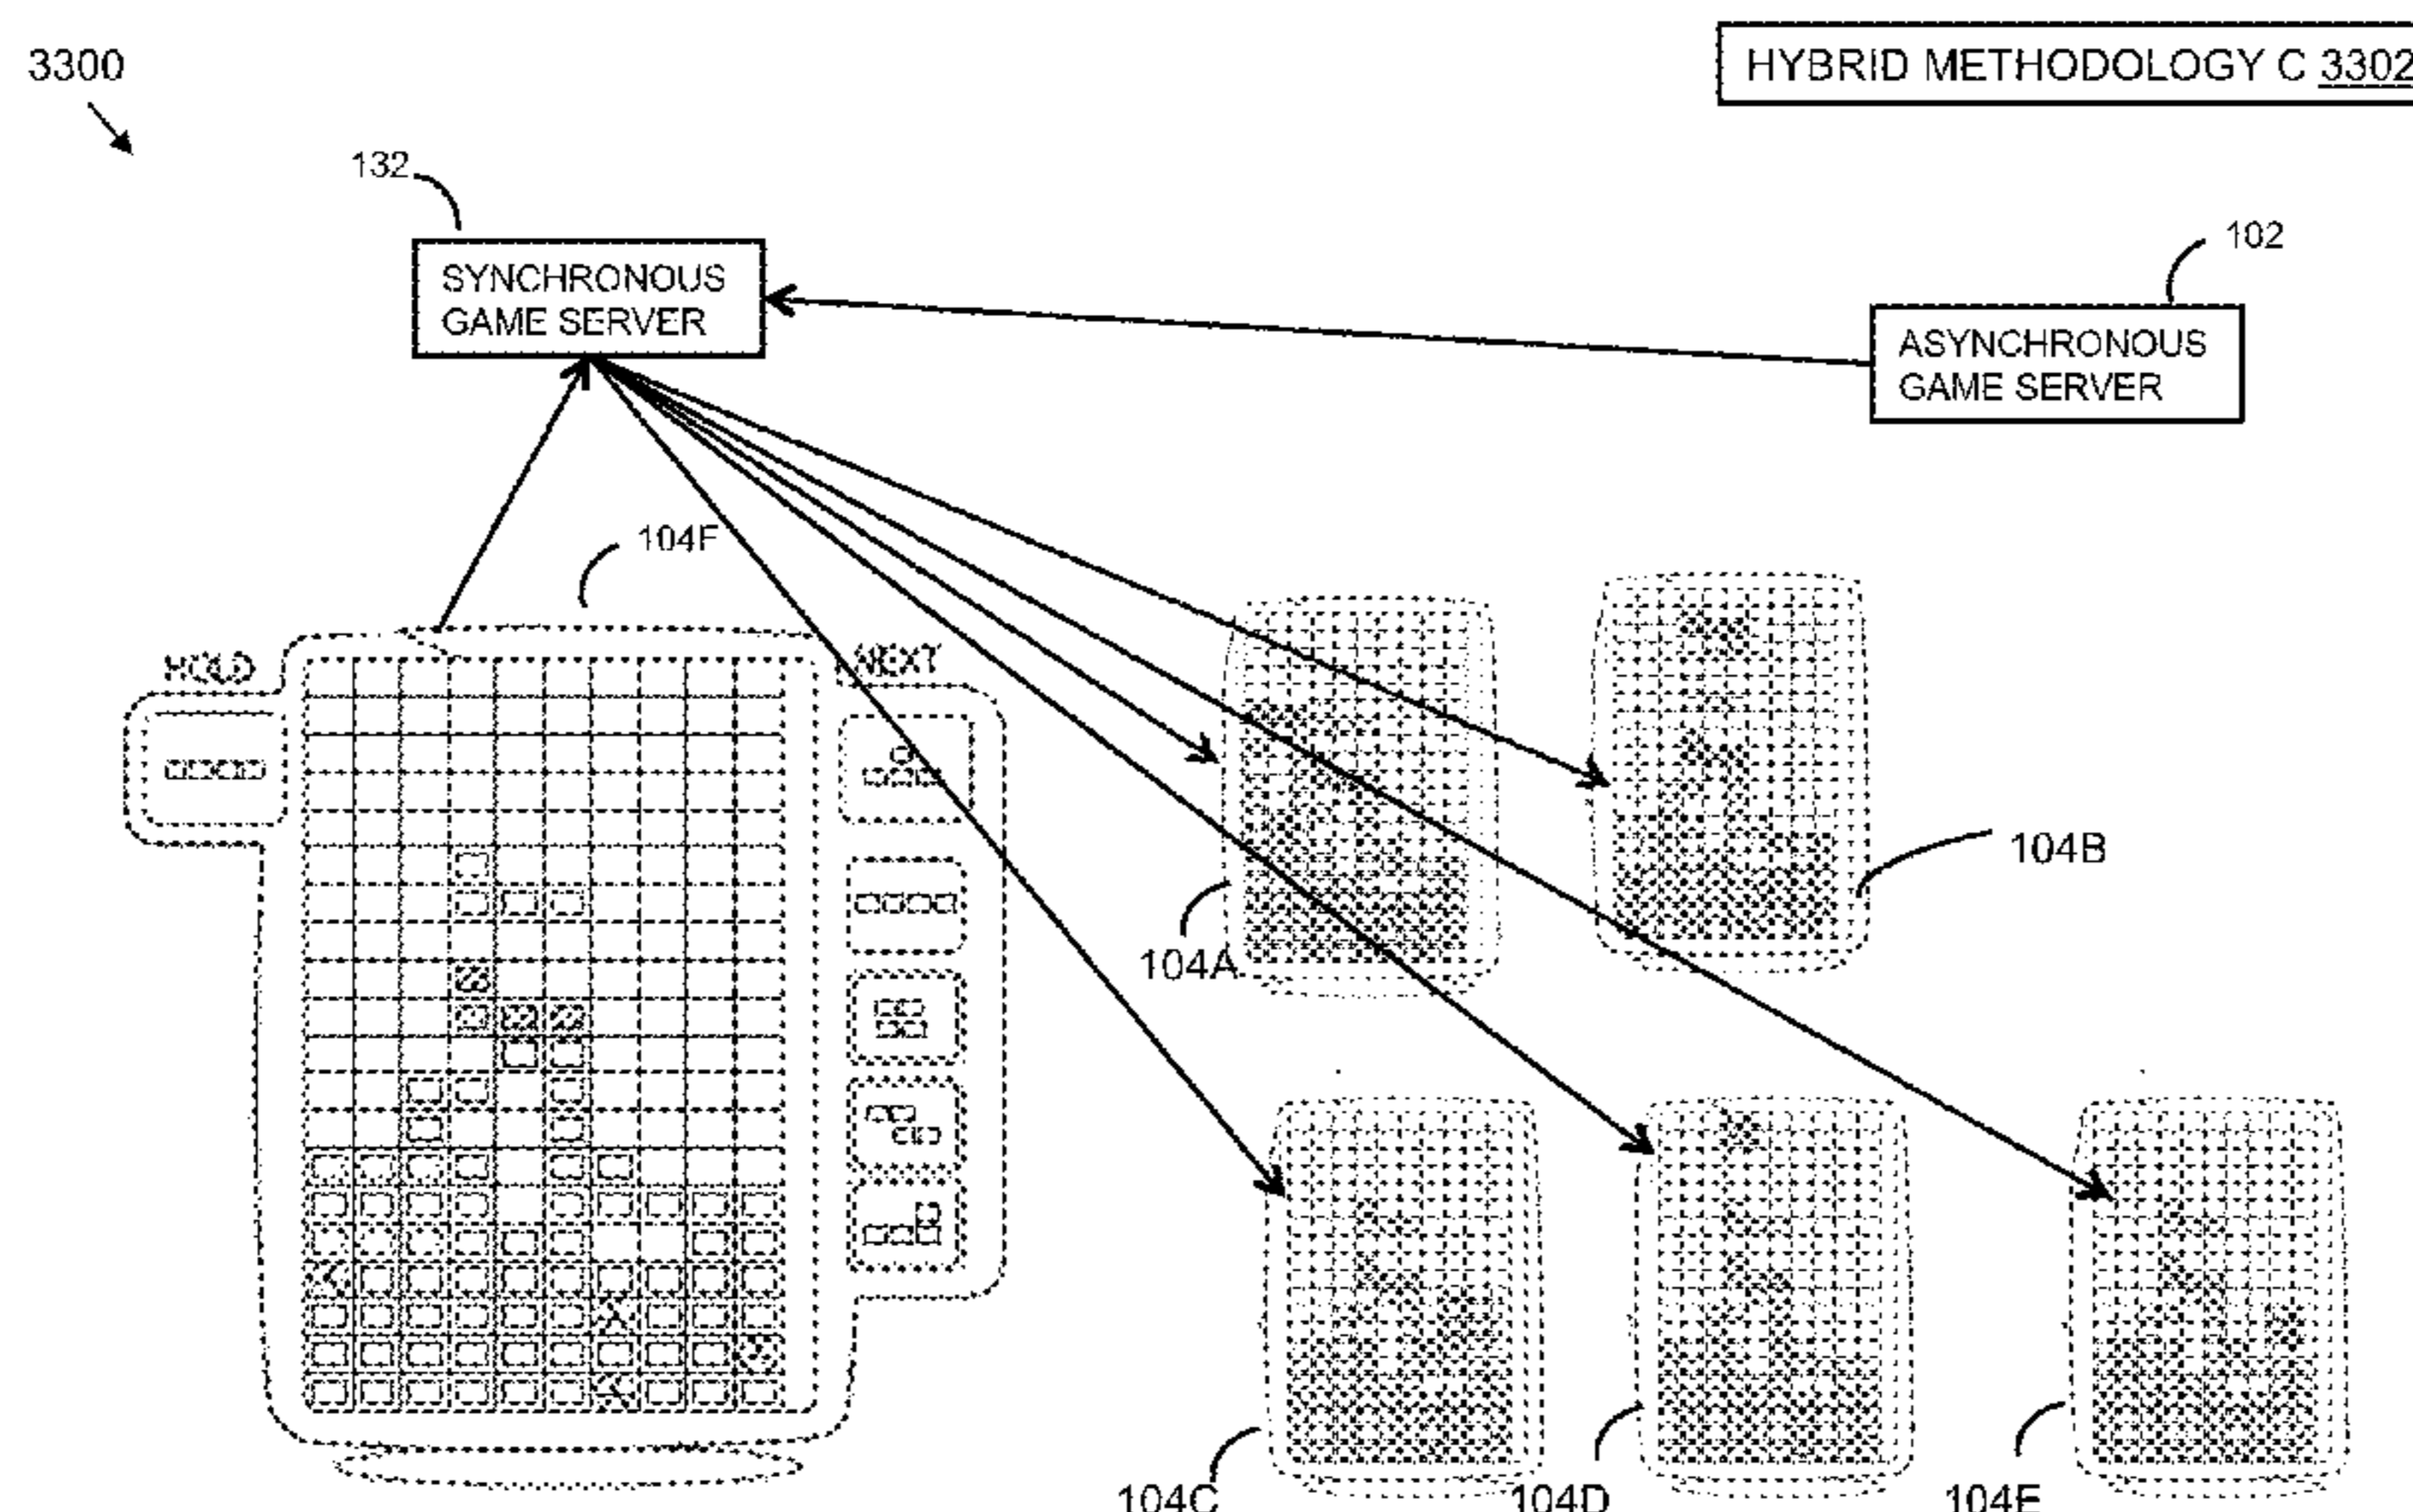 3300
HYBRID METHODOLOGY C 3302
132
102
SYNCHRONOUS
GAME SERVER
ASYNCHRONOUS
GAME SERVER
104F
HOLD
NEXT
104B
104A
104C
104D
104E